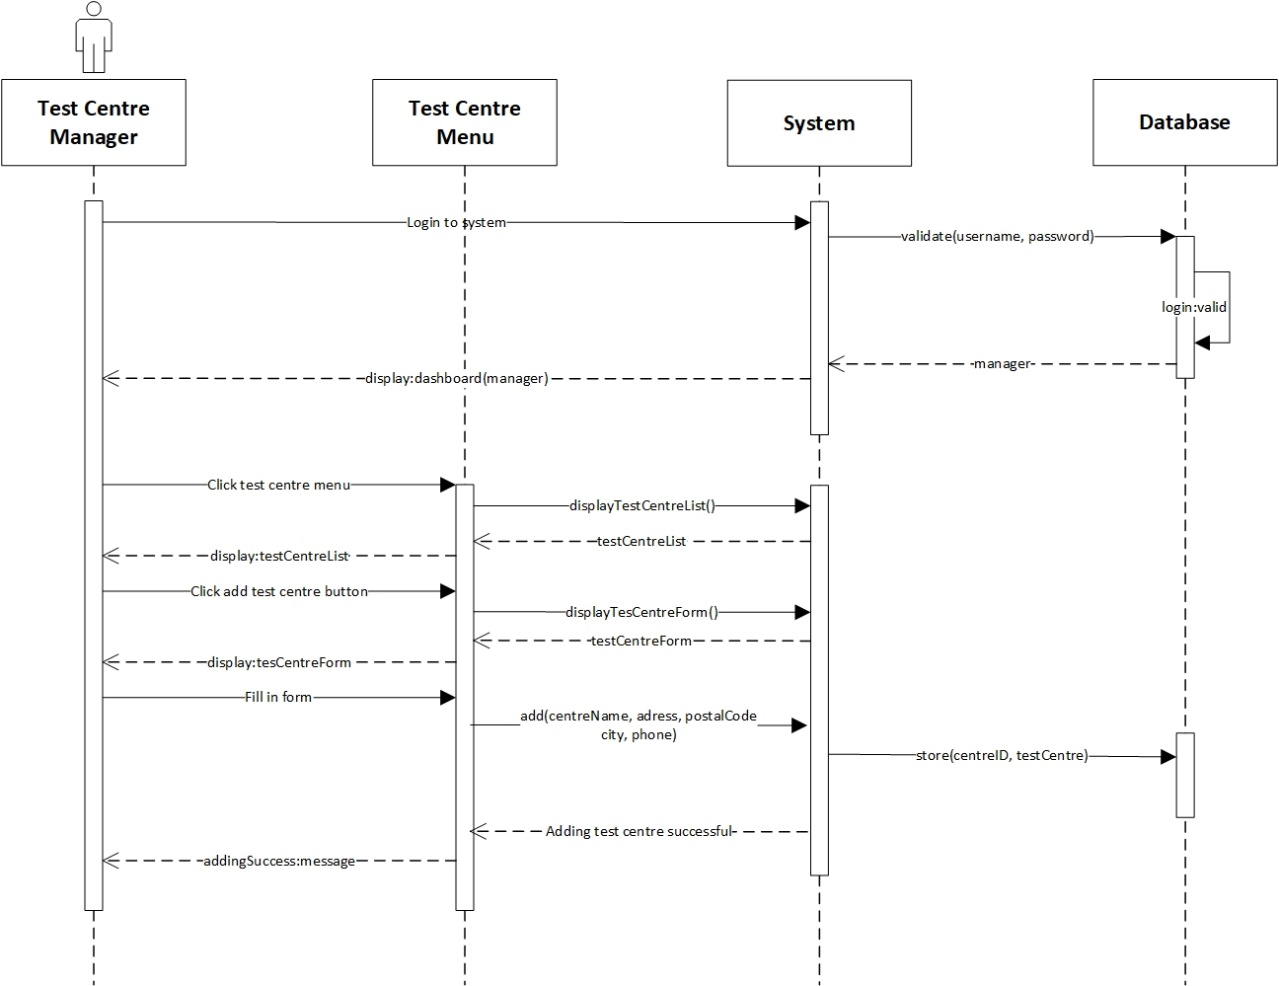 Test Centre
Manager
Test Centre
Menu
System
Database
Login to system
validate(username, password)
login:valid
manager
display:dashboard(manager)
Click test centre menu
displayTestCentreList()
testCentreList
display:testCentreList
Click add test centre button
displayTesCentreForm()
testCentreForm
display:tesCentreForm
Fill in form
add(centreName, adress, postalCode
city, phone)
store(centreID, testCentre)
Adding test centre successful
addingSuccess:message